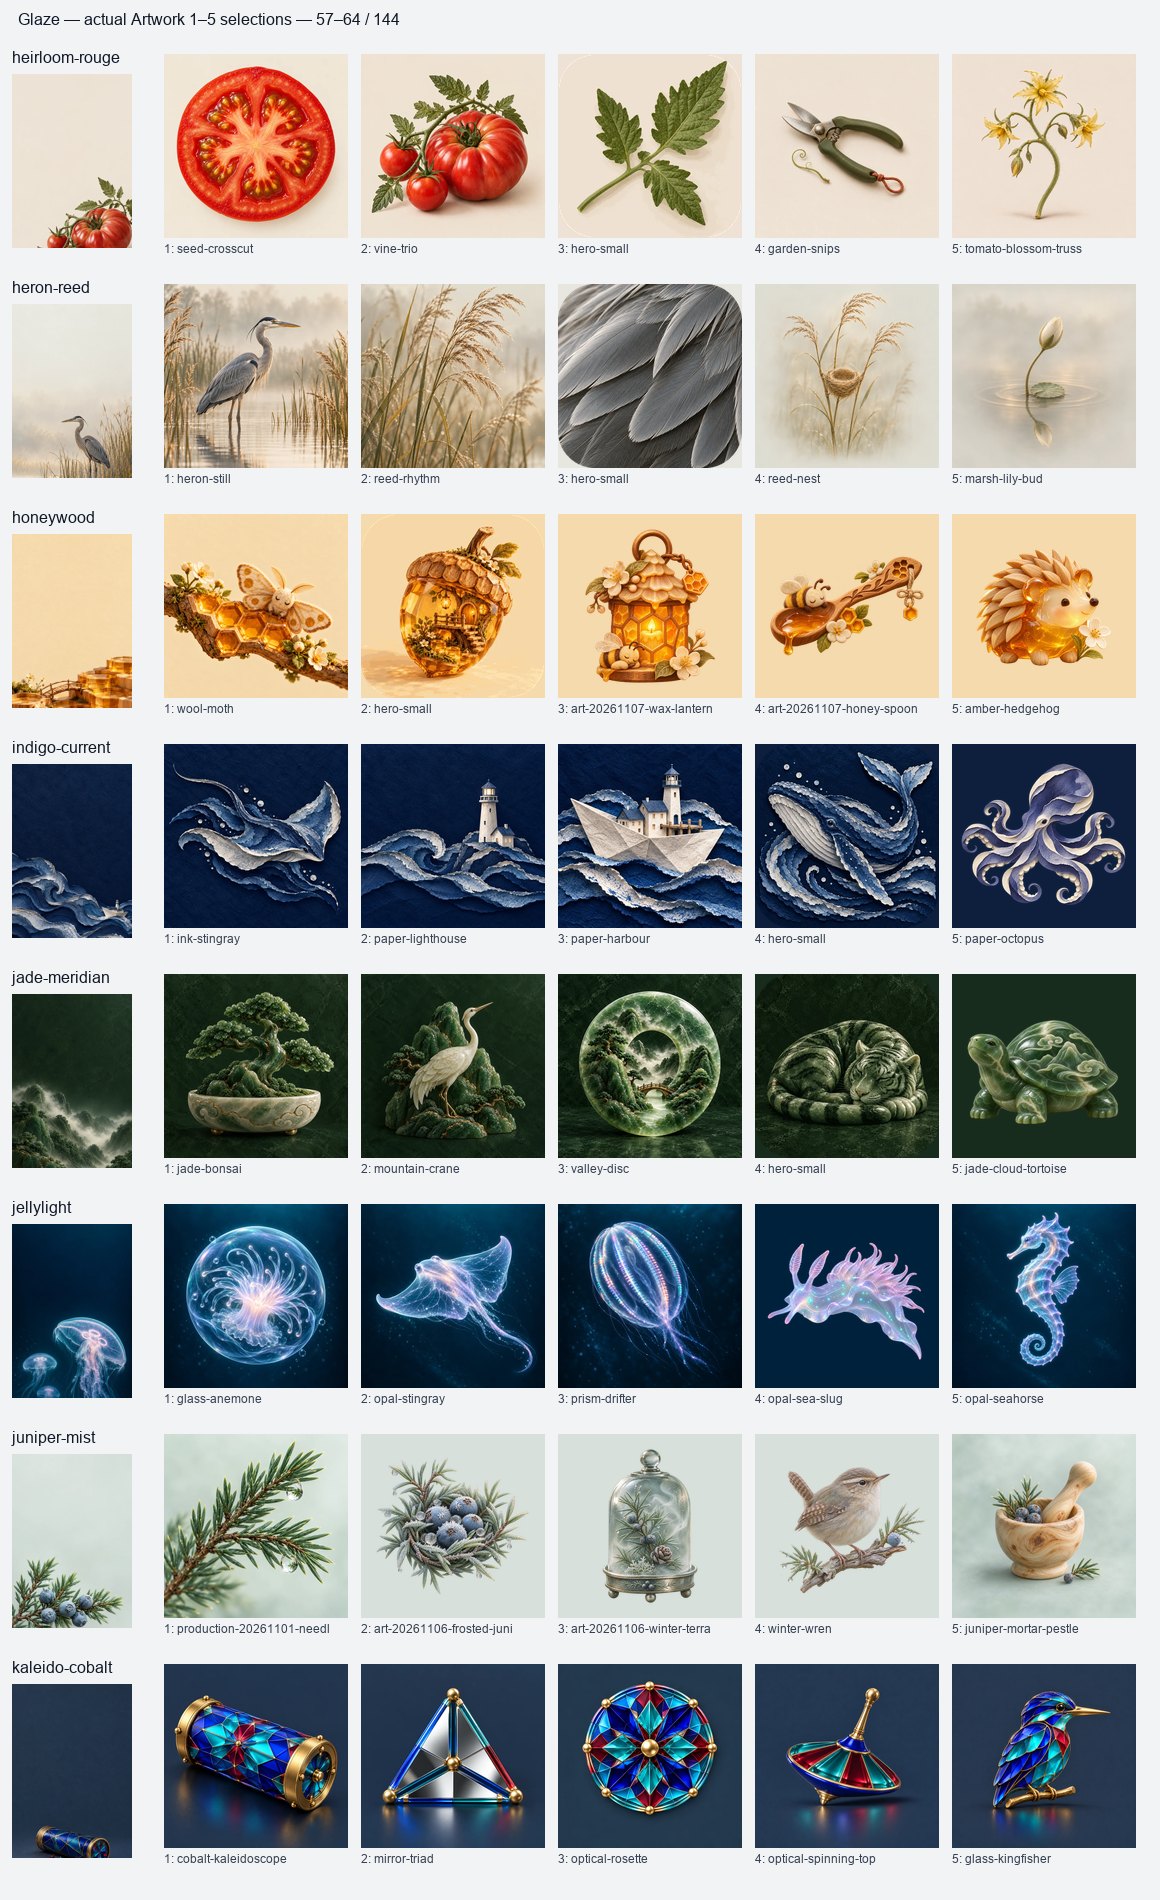 Glaze — actual Artwork 1–5 selections — 57–64 / 144
heirloom-rouge
1: seed-crosscut
2: vine-trio
3: hero-small
4: garden-snips
5: tomato-blossom-truss
heron-reed
1: heron-still
2: reed-rhythm
3: hero-small
4: reed-nest
5: marsh-lily-bud
honeywood
1: wool-moth
2: hero-small
3: art-20261107-wax-lantern
4: art-20261107-honey-spoon
5: amber-hedgehog
indigo-current
1: ink-stingray
2: paper-lighthouse
3: paper-harbour
4: hero-small
5: paper-octopus
jade-meridian
1: jade-bonsai
2: mountain-crane
3: valley-disc
4: hero-small
5: jade-cloud-tortoise
jellylight
1: glass-anemone
2: opal-stingray
3: prism-drifter
4: opal-sea-slug
5: opal-seahorse
juniper-mist
1: production-20261101-needl
2: art-20261106-frosted-juni
3: art-20261106-winter-terra
4: winter-wren
5: juniper-mortar-pestle
kaleido-cobalt
1: cobalt-kaleidoscope
2: mirror-triad
3: optical-rosette
4: optical-spinning-top
5: glass-kingfisher